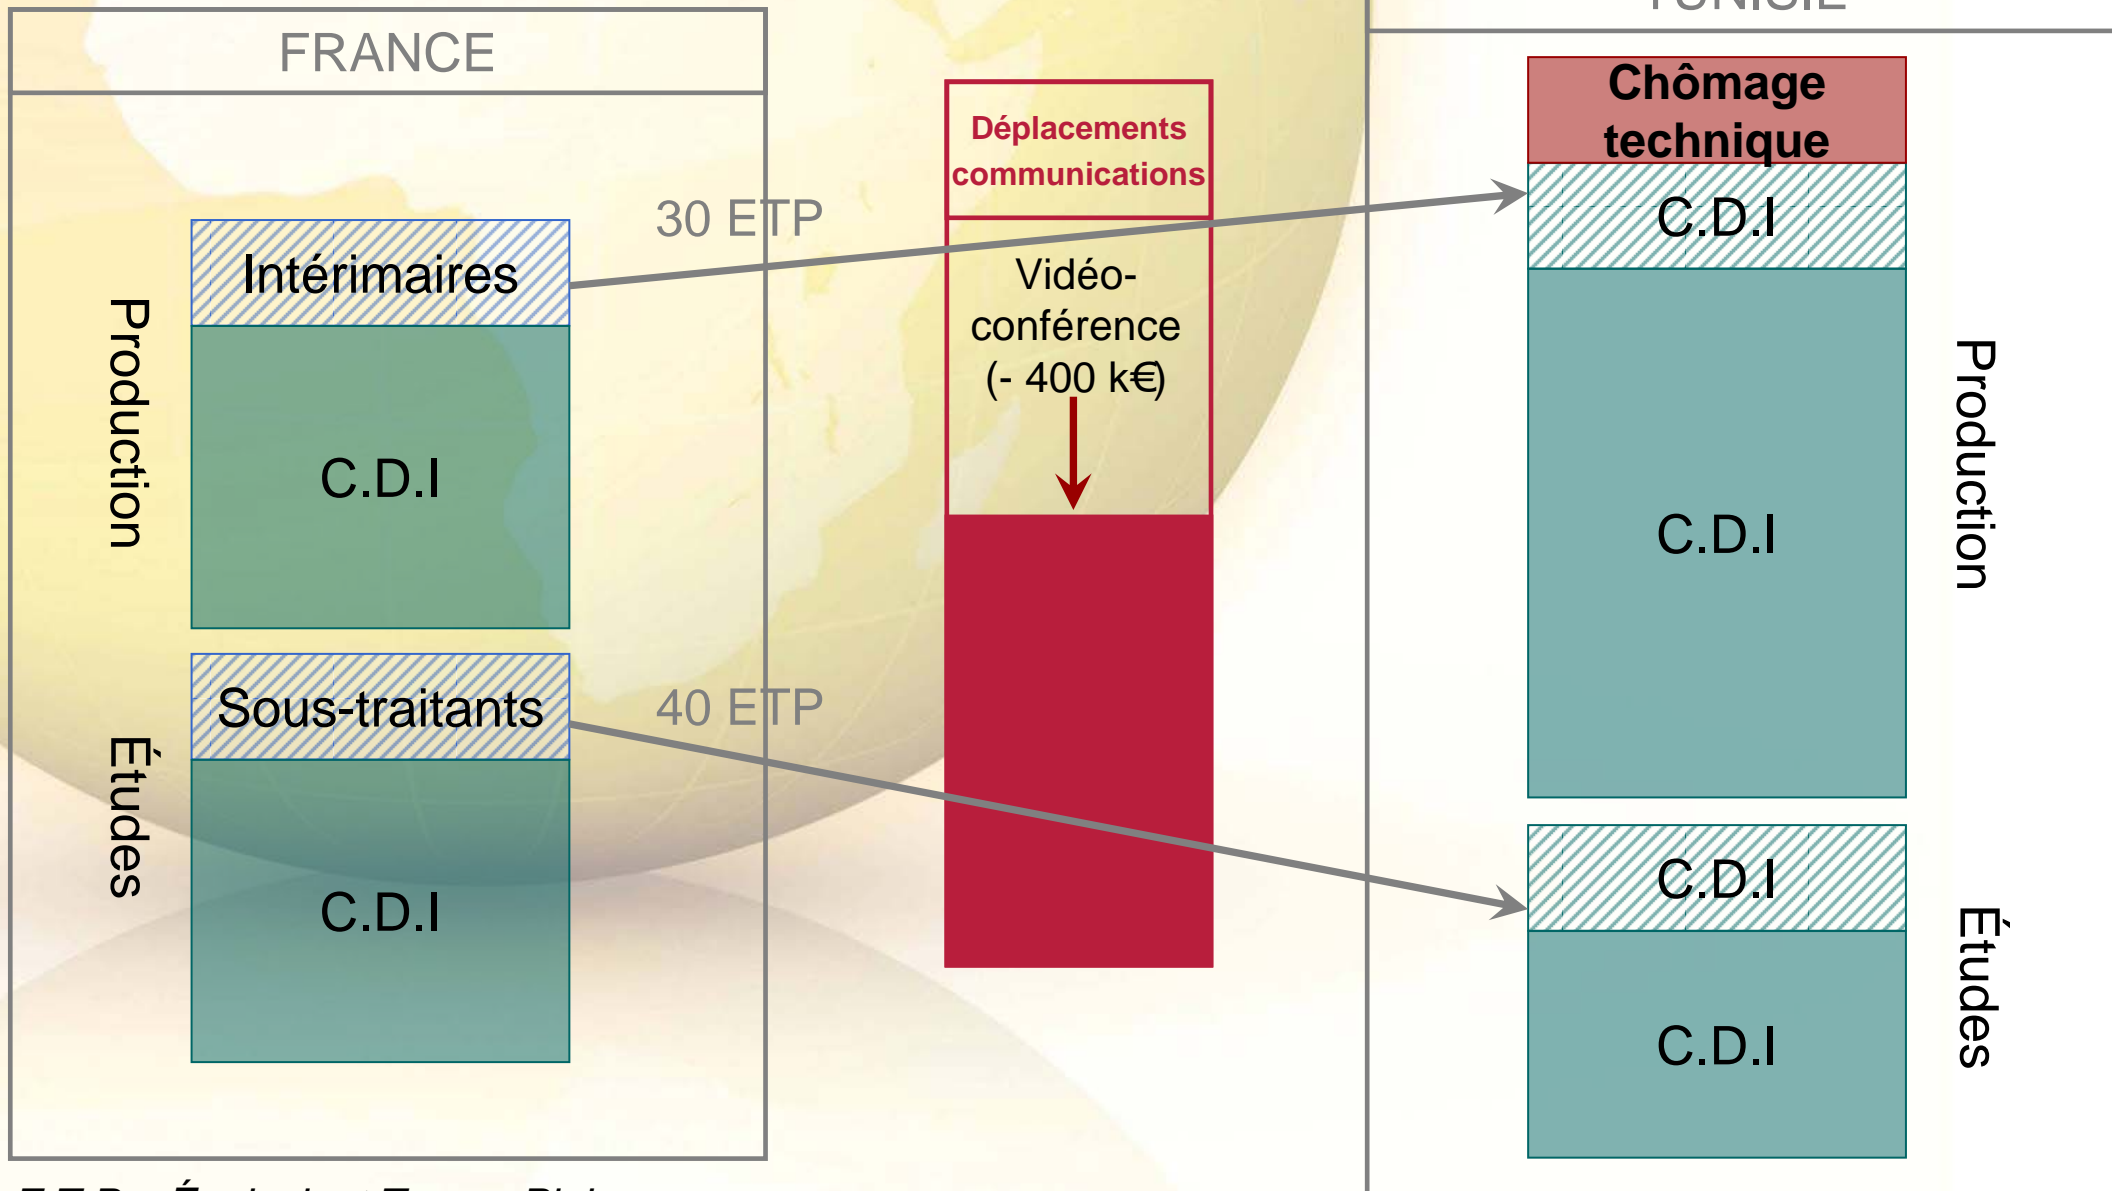 FRANCE
Production
Intérimaires
C.D.I
Études
Sous-traitants
C.D.I
30 ETP
40 ETP
Déplacements
communications
Vidéo-
conférence
(- 400 k€)
TUNISIE
Chômage
technique
C.D.I
C.D.I
Production
C.D.I
C.D.I
Études